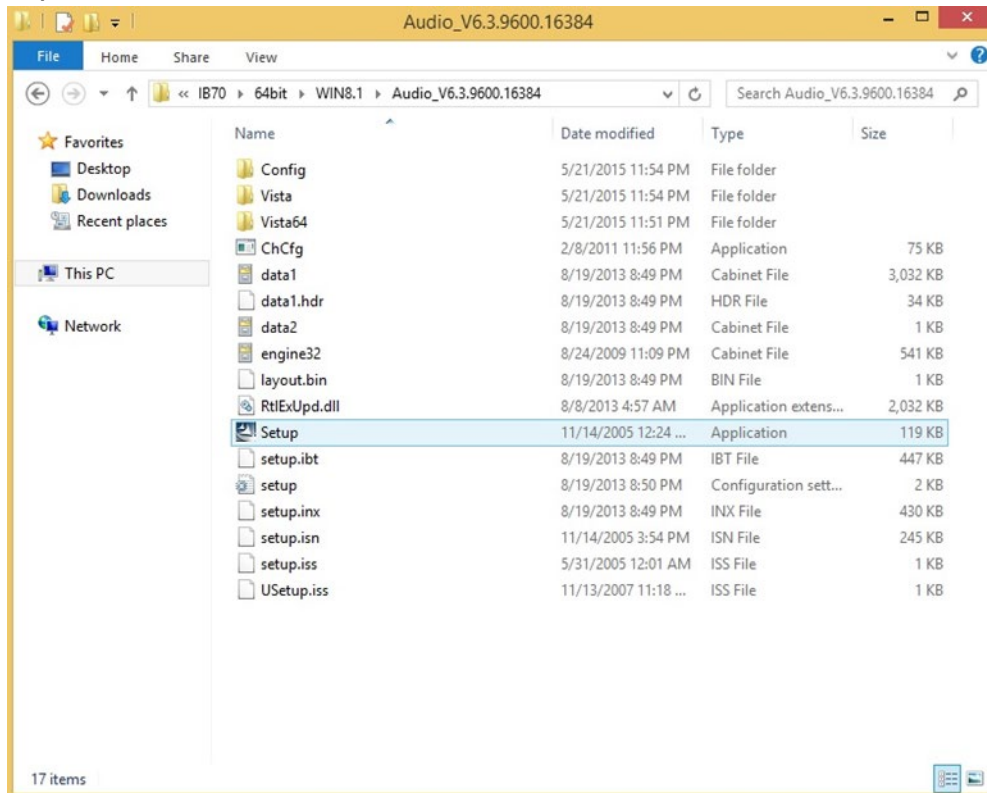 Audio_V6.3.9600.16384
File Home Share View
« IB70 64bit WIN8.1 Audio_V6.3.9600.16384 Search Audio_V6.3.9600.16384
Name Date modified Type Size
Favorites
Desktop
Downloads
Recent places
This PC
Network
Config 5/21/2015 11:54 PM File folder
Vista 5/21/2015 11:54 PM File folder
Vista64 5/21/2015 11:51 PM File folder
ChCfg 2/8/2011 11:56 PM Application 75 KB
data1 8/19/2013 8:49 PM Cabinet File 3,032 KB
data1.hdr 8/19/2013 8:49 PM HDR File 34 KB
data2 8/19/2013 8:49 PM Cabinet File 1 KB
engine32 8/24/2009 11:09 PM Cabinet File 541 KB
layout.bin 8/19/2013 8:49 PM BIN File 1 KB
RtlExUpd.dll 8/8/2013 4:57 AM Application extens... 2,032 KB
Setup 11/14/2005 12:24 ... Application 119 KB
setup.ibt 8/19/2013 8:49 PM IBT File 447 KB
setup 8/19/2013 8:50 PM Configuration sett... 2 KB
setup.inx 8/19/2013 8:49 PM INX File 430 KB
setup.isn 11/14/2005 3:54 PM ISN File 245 KB
setup.iss 5/31/2005 12:01 AM ISS File 1 KB
USetup.iss 11/13/2007 11:18 ... ISS File 1 KB
17 items